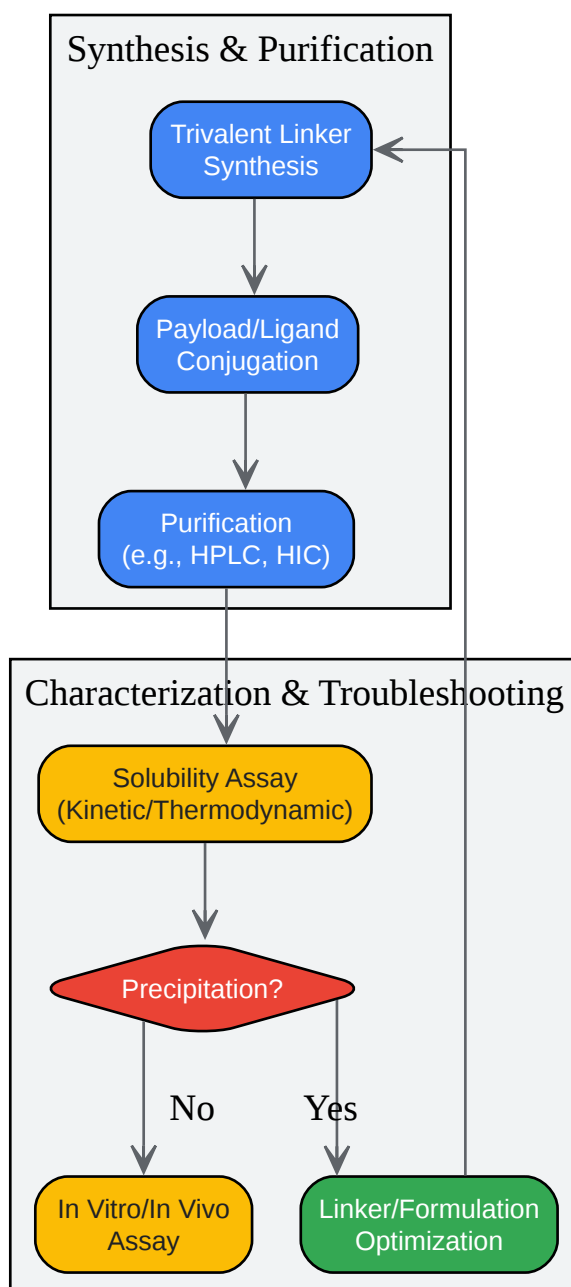 Synthesis & Purification
Trivalent Linker
Synthesis
Payload/Ligand
Conjugation
Purification
(e.g., HPLC, HIC)
Characterization & Troubleshooting
Solubility Assay
(Kinetic/Thermodynamic)
Precipitation?
No
Yes
In Vitro/In Vivo
Assay
Linker/Formulation
Optimization